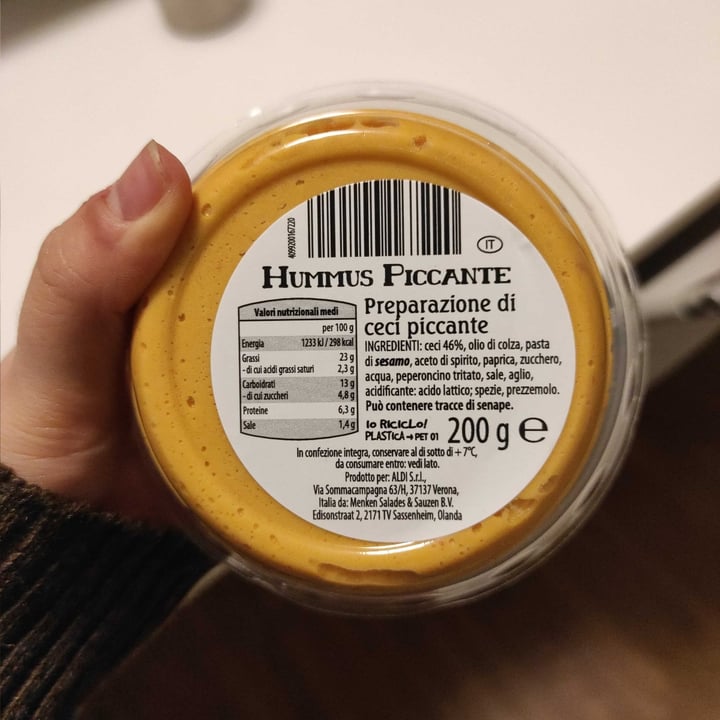 4099200167220
IT
HUMMUS PICCANTE
Valori nutrizionali medi
per 100 g
Energia 1233 kJ / 298 kcal
Grassi 23 g
- di cui acidi grassi saturi 2,3 g
Carboidrati 13 g
- di cui zuccheri 4,8 g
Proteine 6,3 g
Sale 1,4 g
Preparazione di
ceci piccante
INGREDIENTI: ceci 46%, olio di colza, pasta
di sesamo, aceto di spirito, paprica, zucchero,
acqua, peperoncino tritato, sale, aglio,
acidificante: acido lattico; spezie, prezzemolo.
Può contenere tracce di senape.
IO RICICLO!
PLASTICA → PET 01
200 g e
In confezione integra, conservare al di sotto di +7°C,
da consumare entro: vedi lato.
Prodotto per: ALDI S.r.l.,
Via Sommacampagna 63/H, 37137 Verona,
Italia da: Menken Salades & Sauzen B.V.
Edisonstraat 2, 2171 TV Sassenheim, Olanda